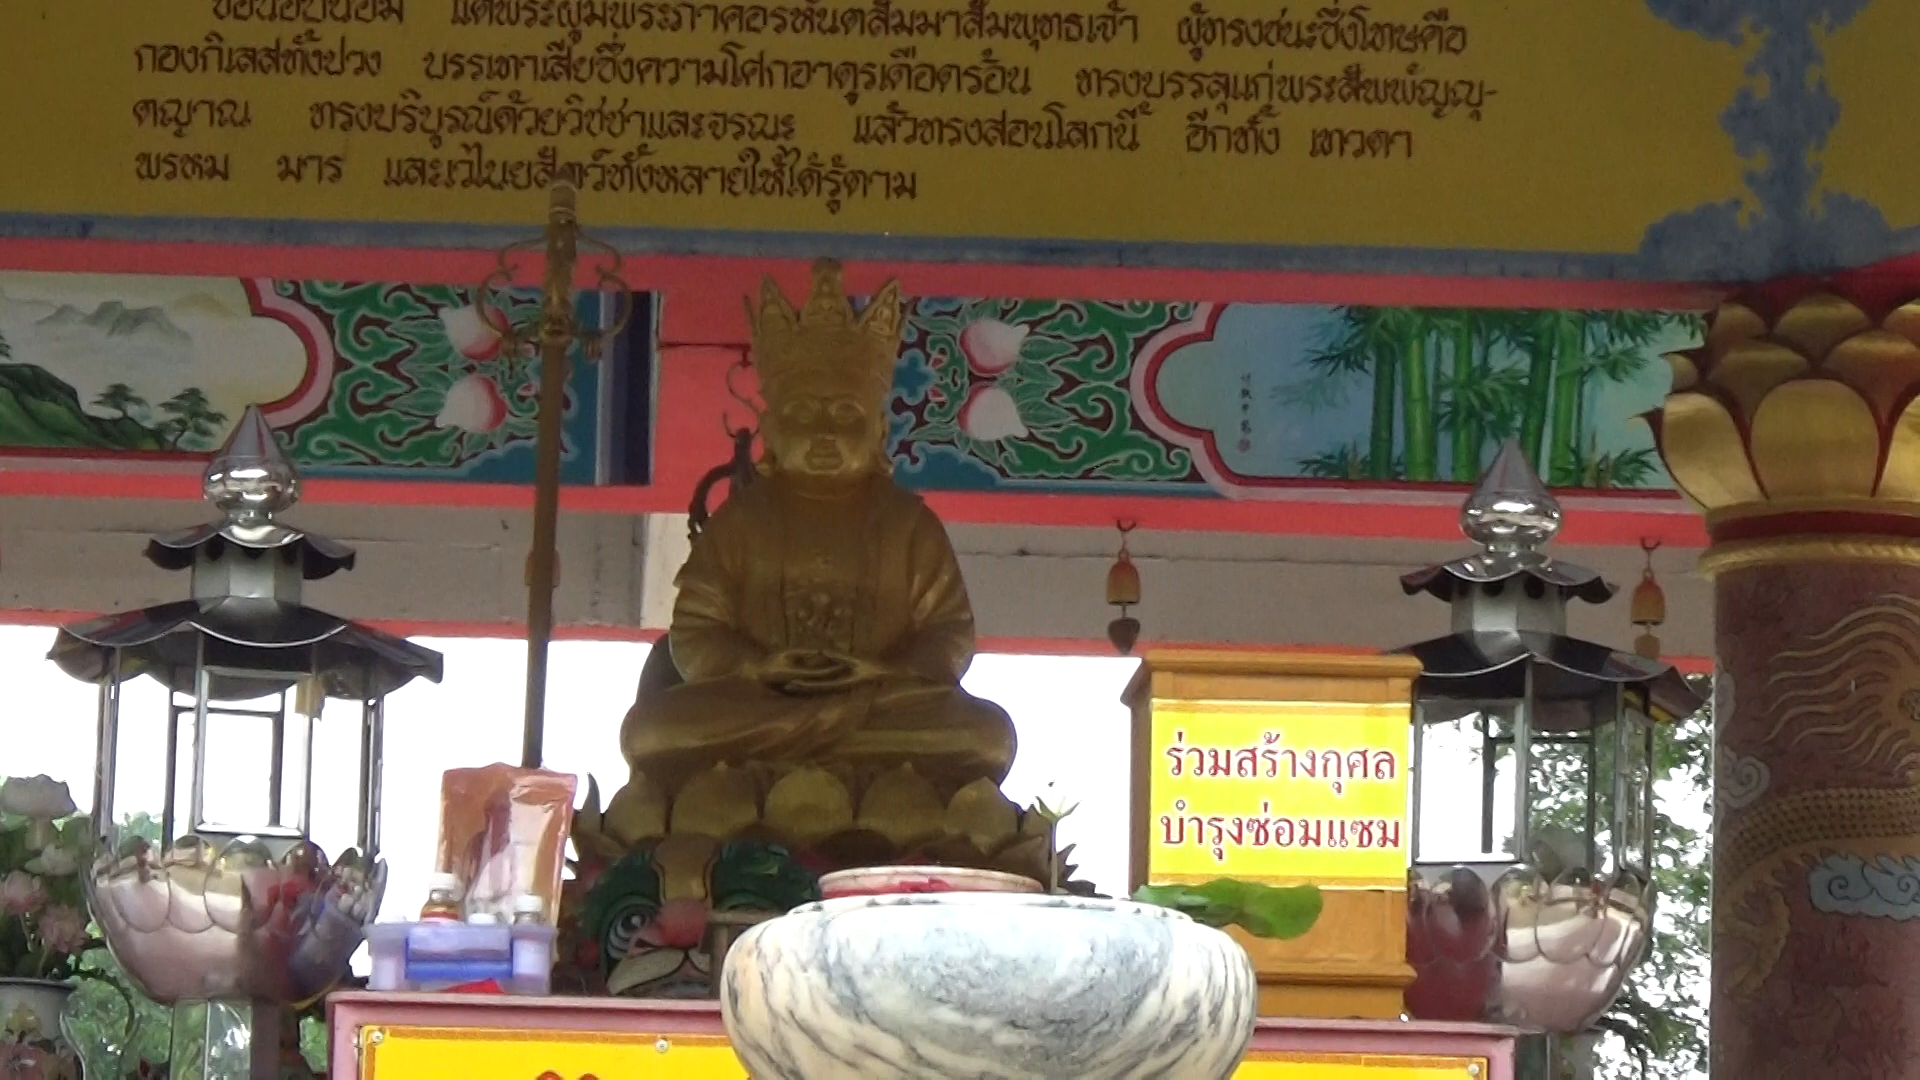 ขอนอบน้อม แด่พระผู้มีพระภาคอรหันตสัมมาสัมพุทธเจ้า ผู้ทรงชนะซึ่งโทษคือ
กองกิเลสทั้งปวง บรรเทาเสียซึ่งความโศกอาดูรเดือดร้อน ทรงบรรลุแก่พระสัพพัญญุ-
ตญาณ ทรงบริบูรณ์ด้วยวิชชาและจรณะ แล้วทรงสอนโลกนี้ อีกทั้ง เทวดา
พรหม มาร และเวไนยสัตว์ทั้งหลายให้ได้รู้ตาม
ร่วมสร้างกุศล
บำรุงซ่อมแซม